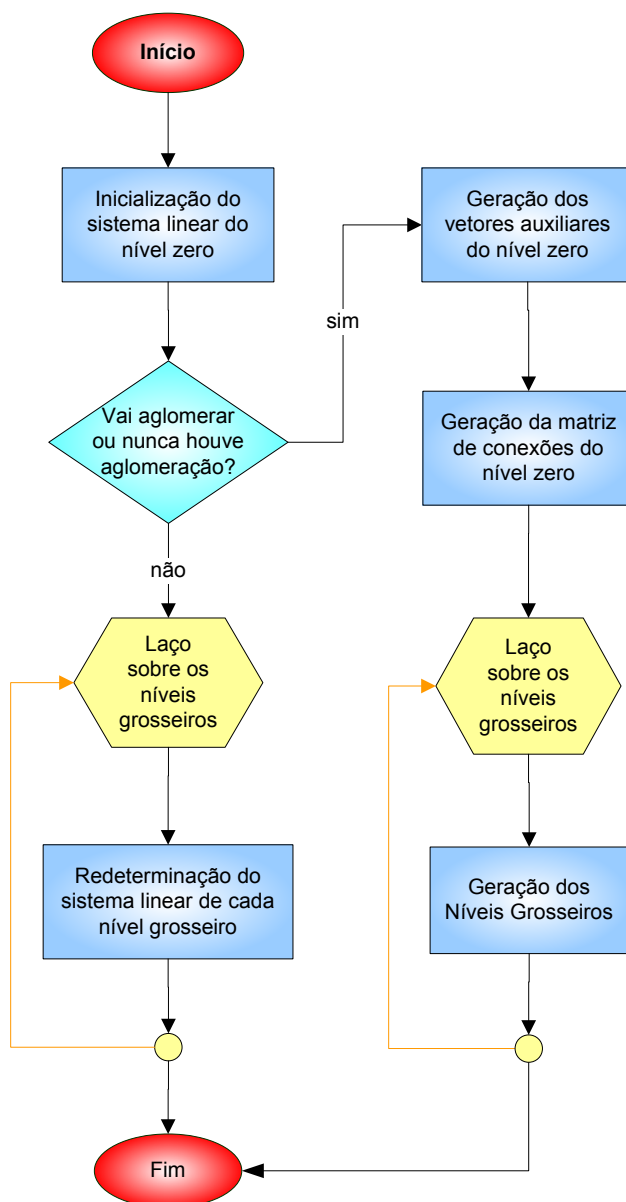 Início
Inicialização do
sistema linear do
nível zero
Vai aglomerar
ou nunca houve
aglomeração?
sim
Geração dos
vetores auxiliares
do nível zero
Geração da matriz
de conexões do
nível zero
não
Laço
sobre os
níveis
grosseiros
Redeterminação do
sistema linear de cada
nível grosseiro
Laço
sobre os
níveis
grosseiros
Geração dos
Níveis Grosseiros
Fim